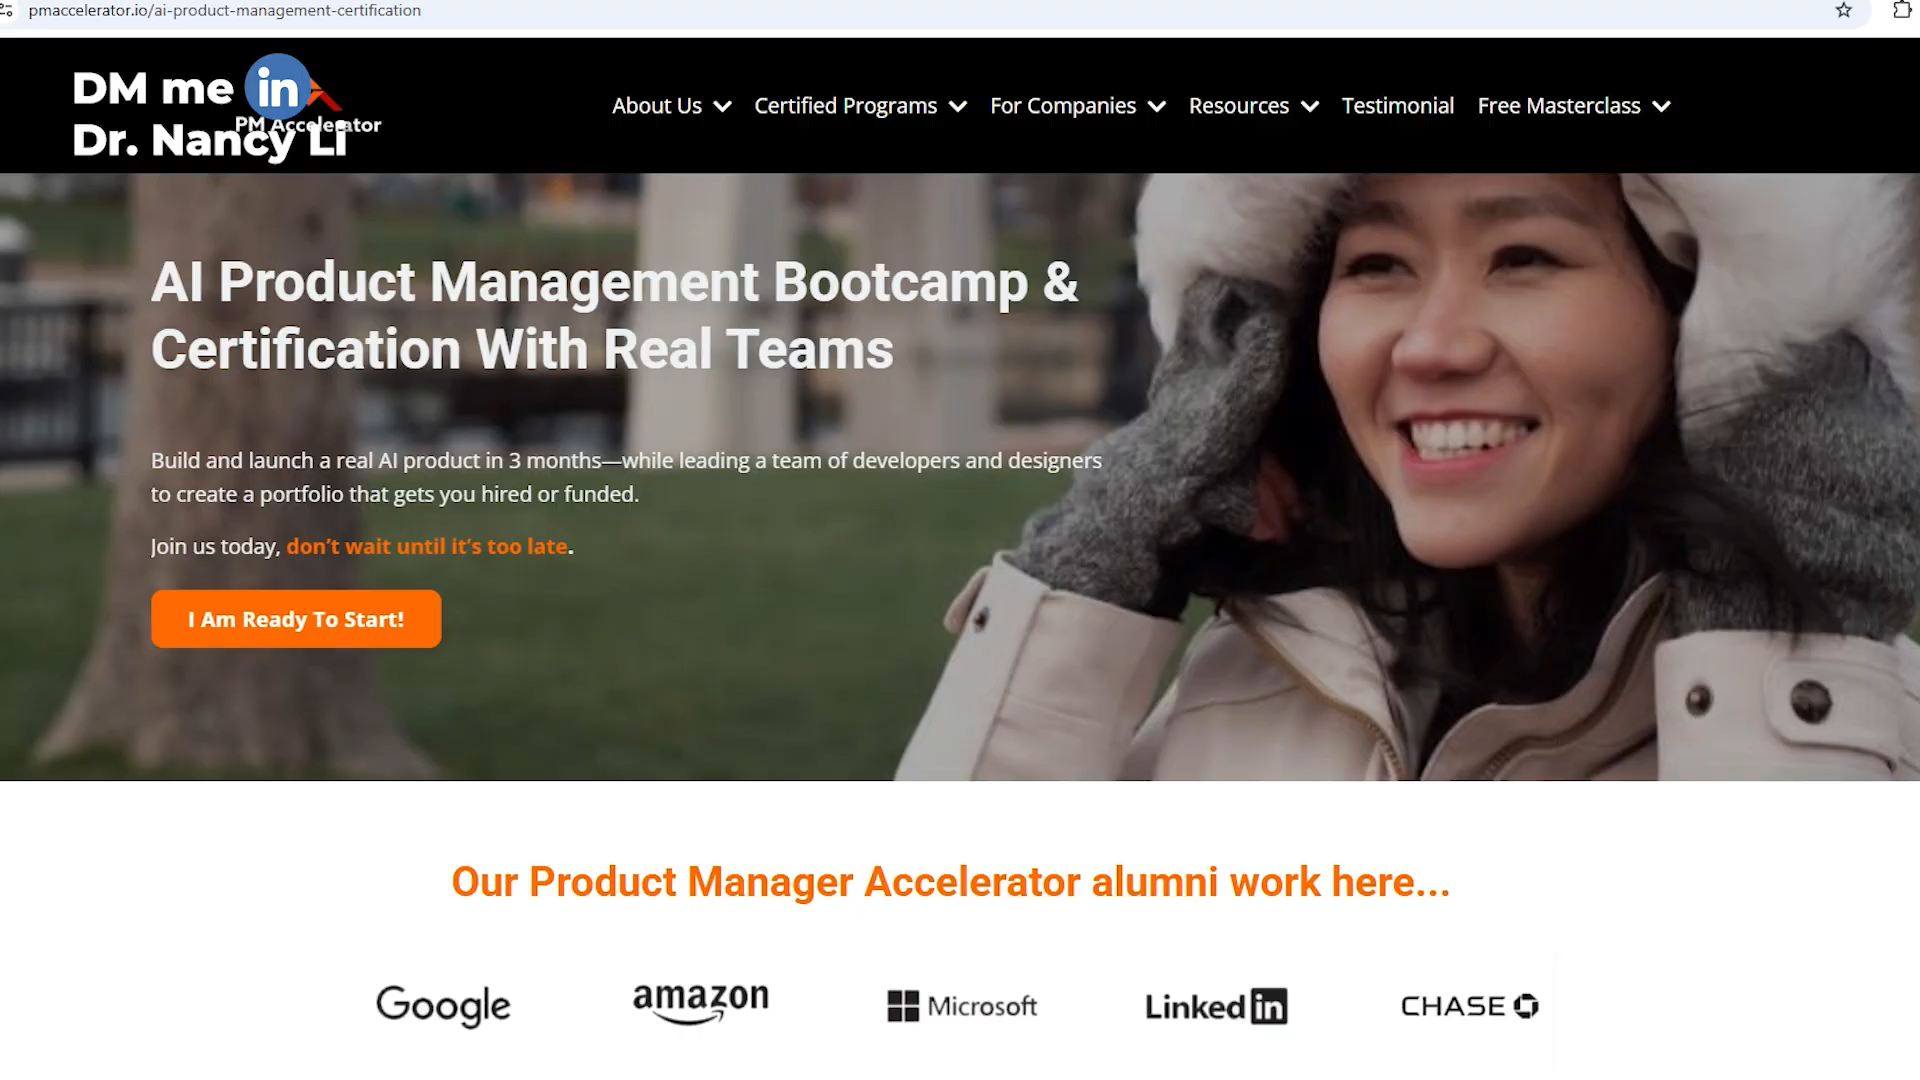 pmaccelerator.io/ai-product-management-certification
DM me in
Dr. Nancy Li
PM Accelerator
About Us Certified Programs For Companies Resources Testimonial Free Masterclass
AI Product Management Bootcamp &
Certification With Real Teams
Build and launch a real AI product in 3 months—while leading a team of developers and designers
to create a portfolio that gets you hired or funded.
Join us today, don’t wait until it’s too late.
I Am Ready To Start!
Our Product Manager Accelerator alumni work here...
Google amazon Microsoft Linked in CHASE